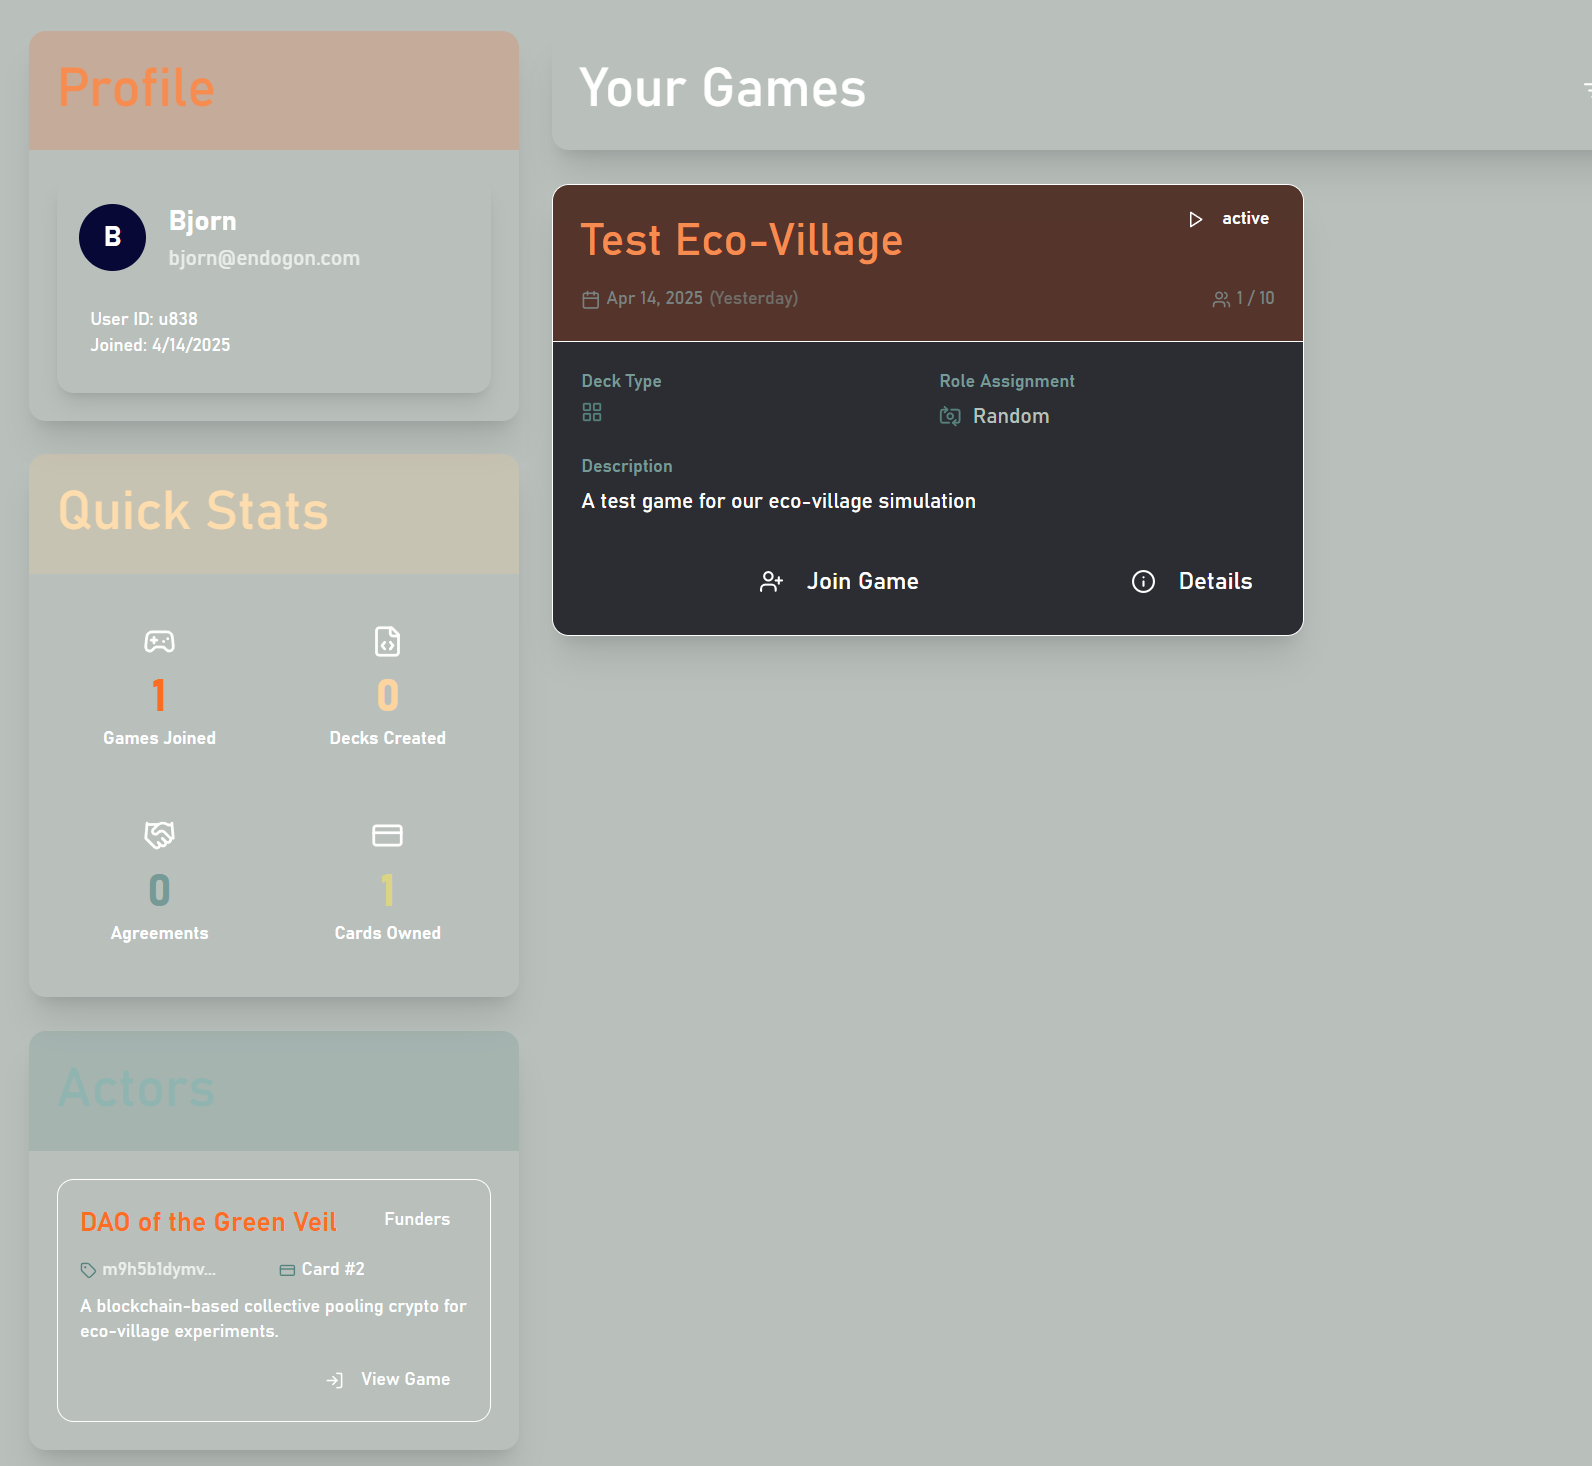 Profile
B
Bjorn
bjorn@endogon.com
User ID: u838
Joined: 4/14/2025
Quick Stats
1
Games Joined
0
Decks Created
0
Agreements
1
Cards Owned
Actors
DAO of the Green Veil
Funders
m9h5b1dymv...
Card #2
A blockchain-based collective pooling crypto for
eco-village experiments.
View Game
Your Games
Test Eco-Village
active
Apr 14, 2025 (Yesterday)
1 / 10
Deck Type
Role Assignment
Random
Description
A test game for our eco-village simulation
Join Game
Details